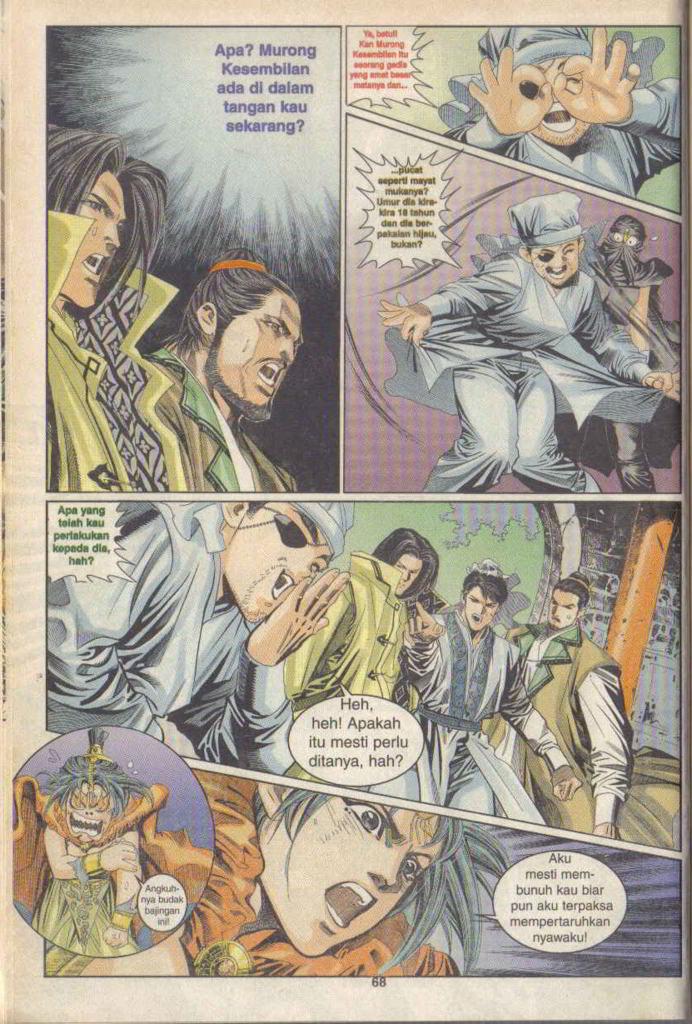 Apa? Murong
Kesembilan
ada di dalam
tangan kau
sekarang?
Ya, betul!
Kan Murong
Kesembilan itu
seorang gadis
yang amat besar
matanya dan...
...pucat
seperti mayat
mukanya?
Umur dia kira-
kira 18 tahun
dan dia ber-
pakaian hijau,
bukan?
Apa yang
telah kau
perlakukan
kepada dia,
hah?
Heh,
heh! Apakah
itu mesti perlu
ditanya, hah?
Angkuh-
nya budak
bajingan
ini!
Aku
mesti mem-
bunuh kau biar
pun aku terpaksa
mempertaruhkan
nyawaku!
68